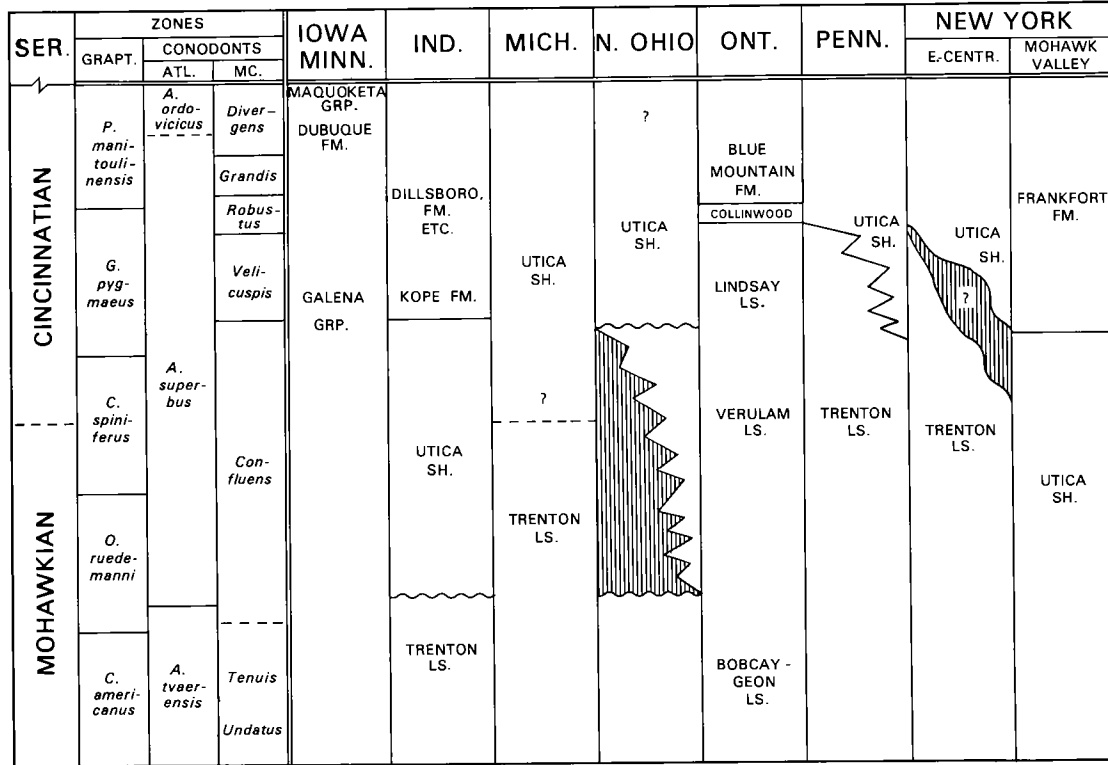 SER.
ZONES
GRAPT.
CONODONTS
ATL.
MC.
IOWA
MINN.
IND.
MICH.
N. OHIO
ONT.
PENN.
NEW YORK
E.-CENTR.
MOHAWK
VALLEY
CINCINNATIAN
MOHAWKIAN
P.
mani-
touli-
nensis
G.
pyg-
maeus
C.
spini-
ferus
O.
ruede-
manni
C.
ameri-
canus
A.
ordo-
vicicus
A.
super-
bus
A.
tvaer-
ensis
Diver-
gens
Grandis
Robus-
tus
Veli-
cuspis
Con-
fluens
Tenuis
Undatus
MAQUOKETA
GRP.
DUBUQUE
FM.
GALENA
GRP.
DILLSBORO,
FM.
ETC.
KOPE FM.
UTICA
SH.
TRENTON
LS.
UTICA
SH.
?
TRENTON
LS.
?
UTICA
SH.
BLUE
MOUNTAIN
FM.
COLLINWOOD
LINDSAY
LS.
VERULAM
LS.
BOBCAY -
GEON
LS.
UTICA
SH.
TRENTON
LS.
UTICA
SH.
?
TRENTON
LS.
FRANKFORT
FM.
UTICA
SH.